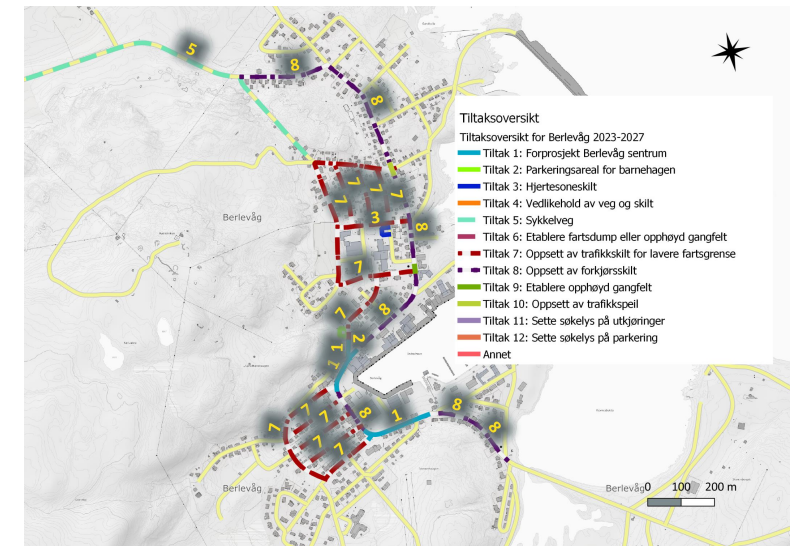 5
8
8
Tiltaksoversikt
Tiltaksoversikt for Berlevåg 2023-2027
Tiltak 1: Forprosjekt Berlevåg sentrum
Tiltak 2: Parkeringsareal for barnehagen
Tiltak 3: Hjertesoneskilt
Tiltak 4: Vedlikehold av veg og skilt
Tiltak 5: Sykkelveg
Tiltak 6: Etablere fartsdump eller opphøyd gangfelt
Tiltak 7: Oppsett av trafikkskilt for lavere fartsgrense
Tiltak 8: Oppsett av forkjørsskilt
Tiltak 9: Etablere opphøyd gangfelt
Tiltak 10: Oppsett av trafikkspeil
Tiltak 11: Sette søkelys på utkjøringer
Tiltak 12: Sette søkelys på parkering
Annet
7 7 7 7
Berlevåg
3
8
7
7
8
1
2
1
7
7
7
7
7
8
1
8
8
Berlevåg
Berlevåg
0 100 200 m